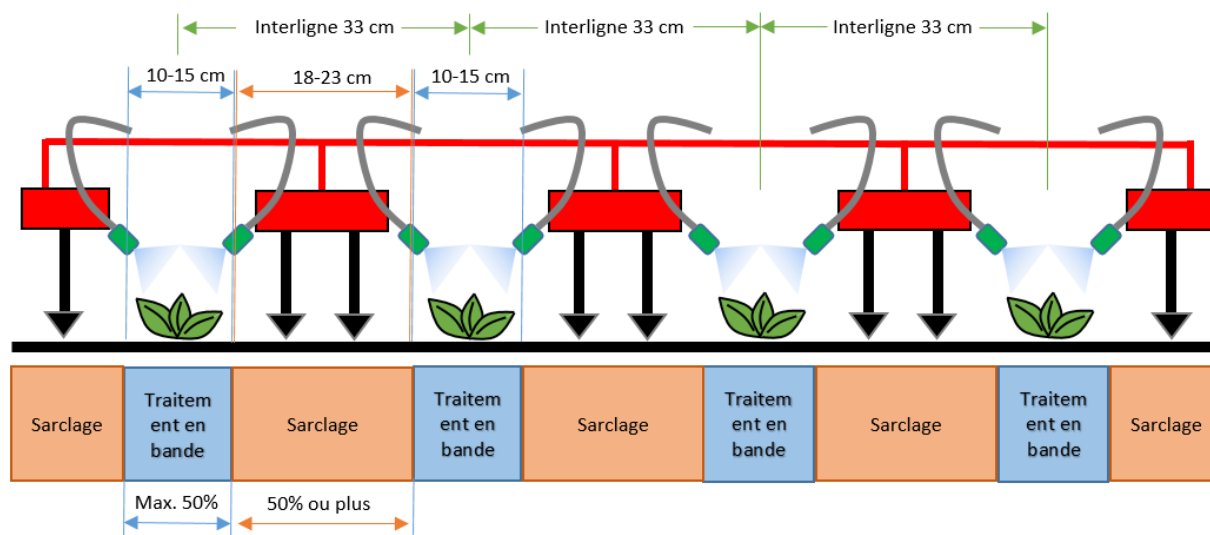 Interligne 33 cm
Interligne 33 cm
Interligne 33 cm
10-15 cm
18-23 cm
10-15 cm
Sarclage
Traitem
ent en
bande
Sarclage
Traitem
ent en
bande
Sarclage
Traitem
ent en
bande
Sarclage
Traitem
ent en
bande
Sarclage
Max. 50%
50% ou plus